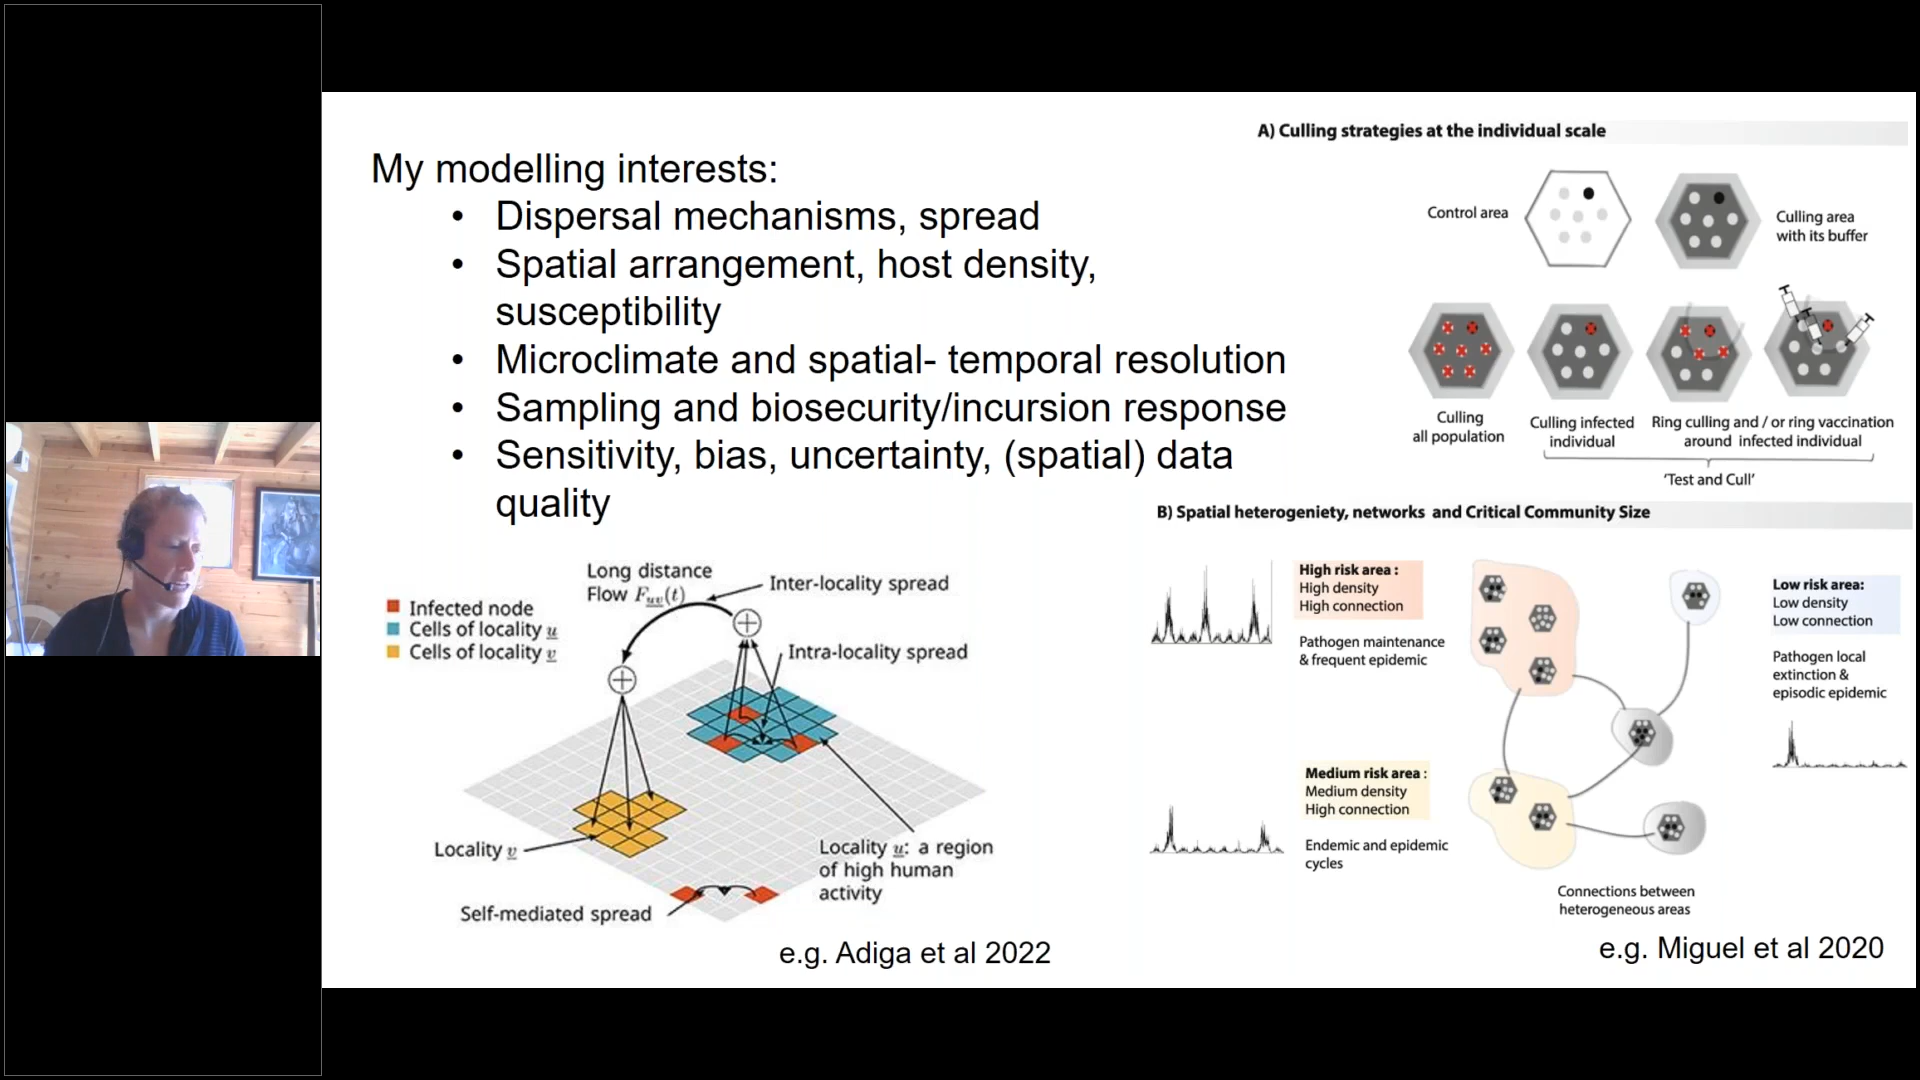 My modelling interests:
• Dispersal mechanisms, spread
• Spatial arrangement, host density,
susceptibility
• Microclimate and spatial- temporal resolution
• Sampling and biosecurity/incursion response
• Sensitivity, bias, uncertainty, (spatial) data
quality
Long distance
Flow F_uv(t)
Inter-locality spread
Infected node
Cells of locality u
Cells of locality v
Intra-locality spread
Locality v
Locality u: a region
of high human
activity
Self-mediated spread
e.g. Adiga et al 2022
A) Culling strategies at the individual scale
Control area
Culling area
with its buffer
Culling
all population
Culling infected
individual
Ring culling and / or ring vaccination
around infected individual
'Test and Cull'
B) Spatial heterogeniety, networks and Critical Community Size
High risk area :
High density
High connection
Pathogen maintenance
& frequent epidemic
Low risk area:
Low density
Low connection
Pathogen local
extinction &
episodic epidemic
Medium risk area :
Medium density
High connection
Endemic and epidemic
cycles
Connections between
heterogeneous areas
e.g. Miguel et al 2020